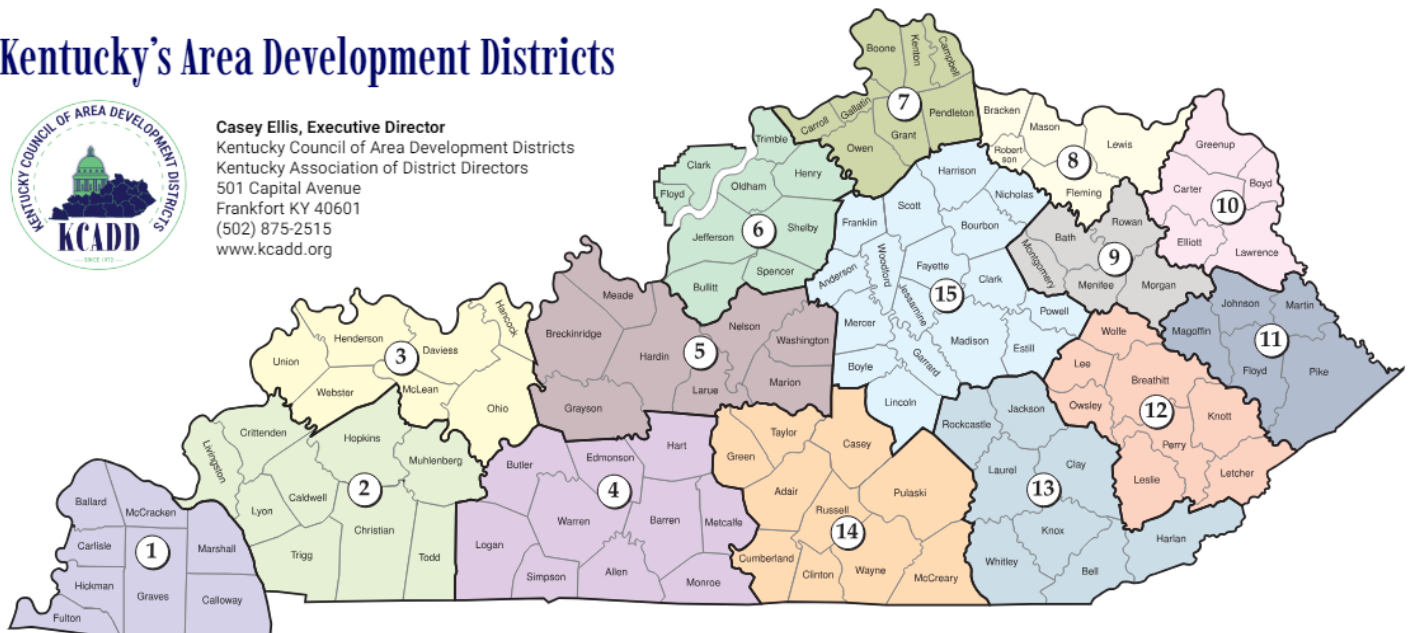 Kentucky's Area Development Districts
KENTUCKY COUNCIL OF AREA DEVELOPMENT DISTRICTS
KCADD
SINCE 1972
Casey Ellis, Executive Director
Kentucky Council of Area Development Districts
Kentucky Association of District Directors
501 Capital Avenue
Frankfort KY 40601
(502) 875-2515
www.kcadd.org
1
Ballard
McCracken
Carlisle
Marshall
Hickman
Graves
Calloway
Fulton
2
Livingston
Crittenden
Hopkins
Muhlenberg
Caldwell
Lyon
Christian
Trigg
Todd
3
Hancock
Henderson
Daviess
Union
Webster
McLean
Ohio
4
Hart
Butler
Edmonson
Warren
Barren
Metcalfe
Logan
Simpson
Allen
Monroe
5
Meade
Breckinridge
Nelson
Washington
Hardin
Larue
Marion
Grayson
6
Trimble
Clark
Henry
Oldham
Floyd
Jefferson
Shelby
Spencer
Bullitt
7
Boone
Kenton
Campbell
Gallatin
Carroll
Grant
Pendleton
Owen
8
Bracken
Mason
Lewis
Robert
son
Fleming
9
Rowan
Bath
Montgomery
Menifee
Morgan
10
Greenup
Carter
Boyd
Elliott
Lawrence
11
Johnson
Martin
Magoffin
Floyd
Pike
12
Wolfe
Lee
Breathitt
Owsley
Knott
Perry
Leslie
Letcher
13
Jackson
Rockcastle
Laurel
Clay
Knox
Whitley
Bell
Harlan
14
Taylor
Casey
Green
Adair
Pulaski
Russell
Cumberland
Clinton
Wayne
McCreary
15
Harrison
Nicholas
Scott
Franklin
Bourbon
Woodford
Fayette
Anderson
Clark
Jessamine
Powell
Mercer
Madison
Estill
Garrard
Boyle
Lincoln